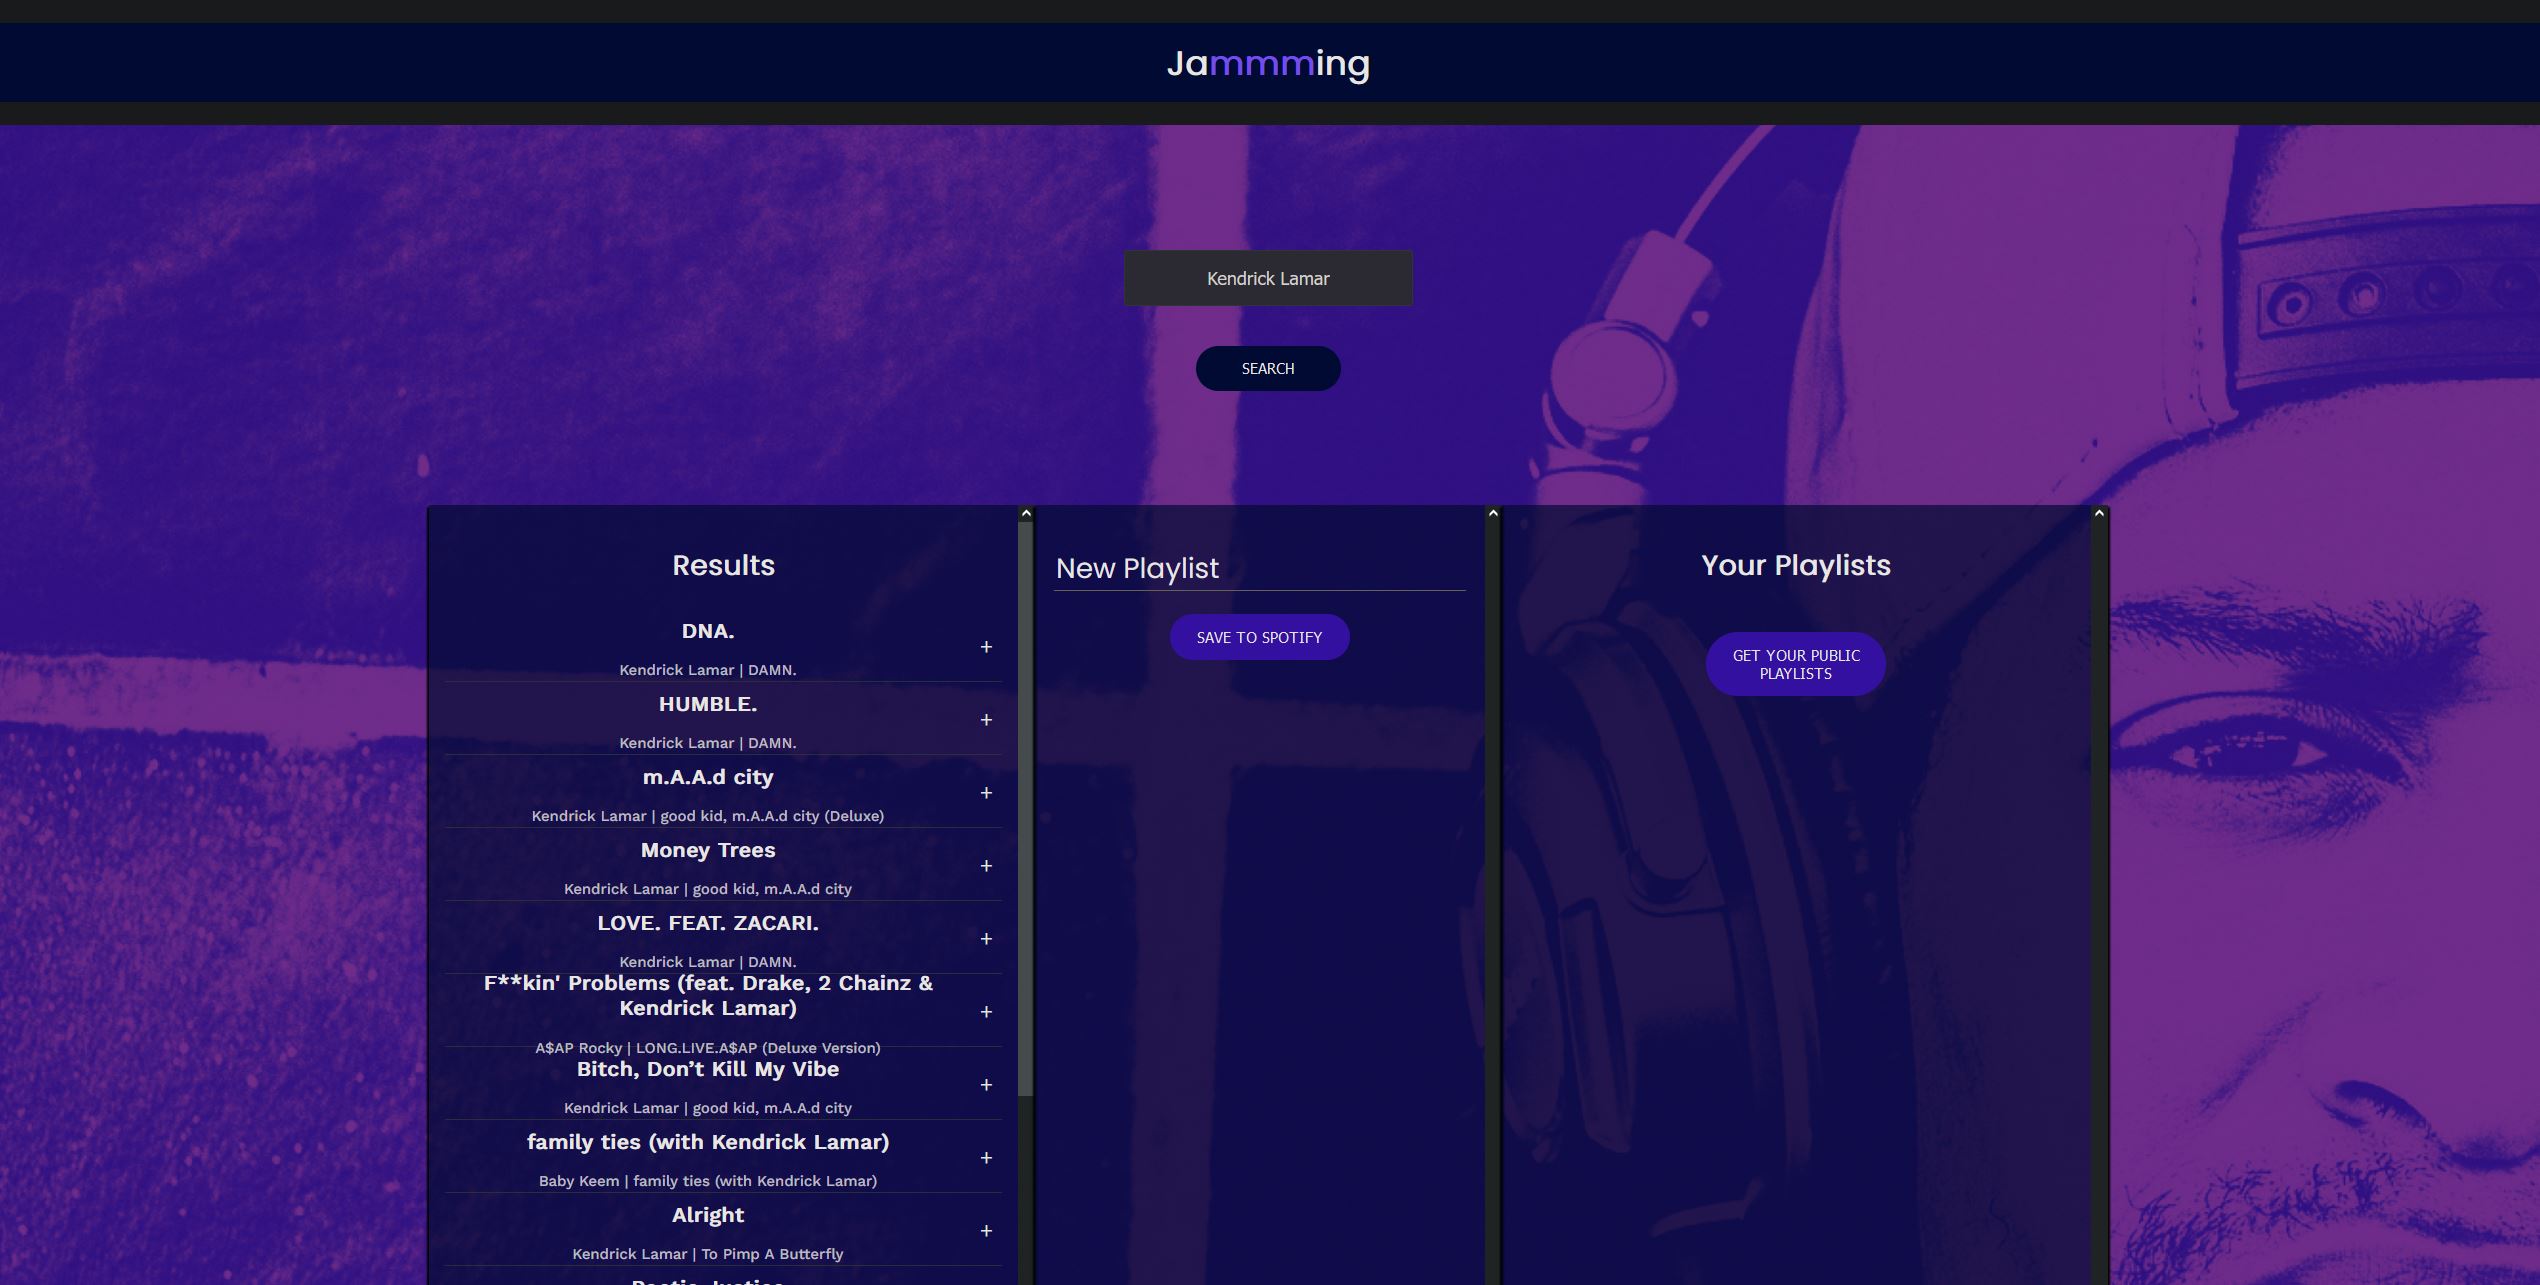 Jammming
Kendrick Lamar
SEARCH
Results
DNA.
+
Kendrick Lamar | DAMN.
HUMBLE.
+
Kendrick Lamar | DAMN.
m.A.A.d city
+
Kendrick Lamar | good kid, m.A.A.d city (Deluxe)
Money Trees
+
Kendrick Lamar | good kid, m.A.A.d city
LOVE. FEAT. ZACARI.
+
Kendrick Lamar | DAMN.
F**kin' Problems (feat. Drake, 2 Chainz &
Kendrick Lamar)
+
A$AP Rocky | LONG.LIVE.A$AP (Deluxe Version)
Bitch, Don’t Kill My Vibe
+
Kendrick Lamar | good kid, m.A.A.d city
family ties (with Kendrick Lamar)
+
Baby Keem | family ties (with Kendrick Lamar)
Alright
+
Kendrick Lamar | To Pimp A Butterfly
New Playlist
SAVE TO SPOTIFY
Your Playlists
GET YOUR PUBLIC
PLAYLISTS